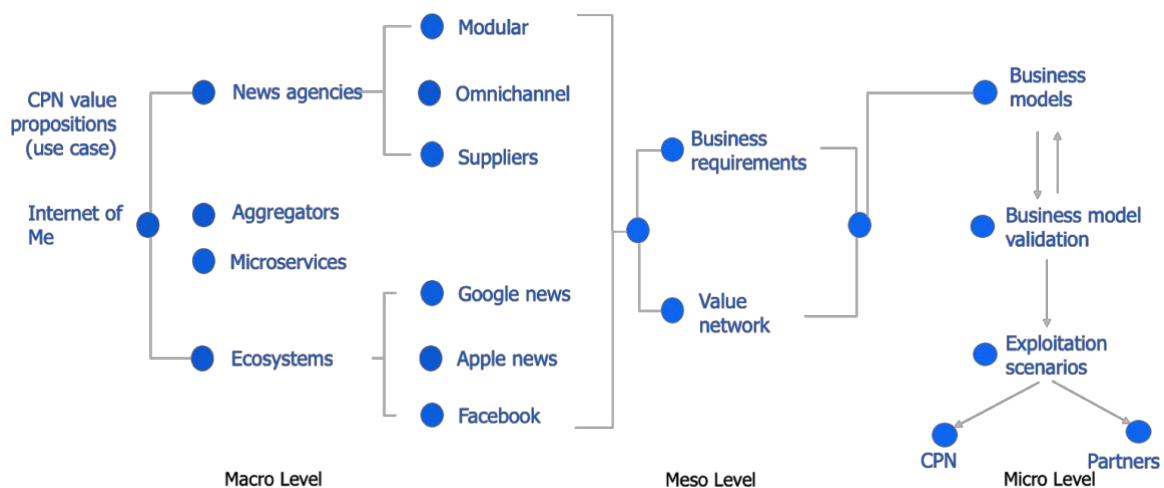 CPN value
propositions
(use case)
Internet of
Me
News agencies
Aggregators
Microservices
Ecosystems
Modular
Omnichannel
Suppliers
Google news
Apple news
Facebook
Macro Level
Business
requirements
Value
network
Meso Level
Business
models
Business model
validation
Exploitation
scenarios
CPN
Partners
Micro Level